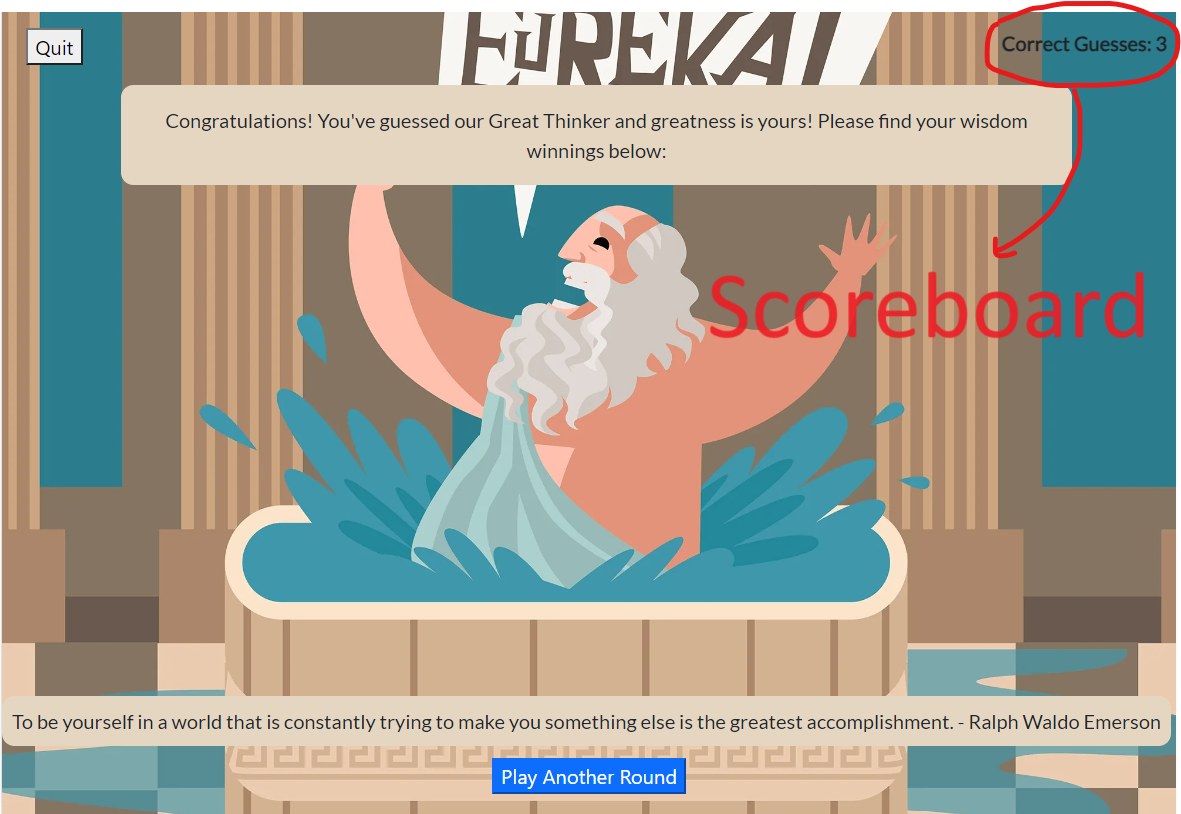 Quit
EUREKA!
Correct Guesses: 3
Congratulations! You've guessed our Great Thinker and greatness is yours! Please find your wisdom
winnings below:
Scoreboard
To be yourself in a world that is constantly trying to make you something else is the greatest accomplishment. - Ralph Waldo Emerson
Play Another Round